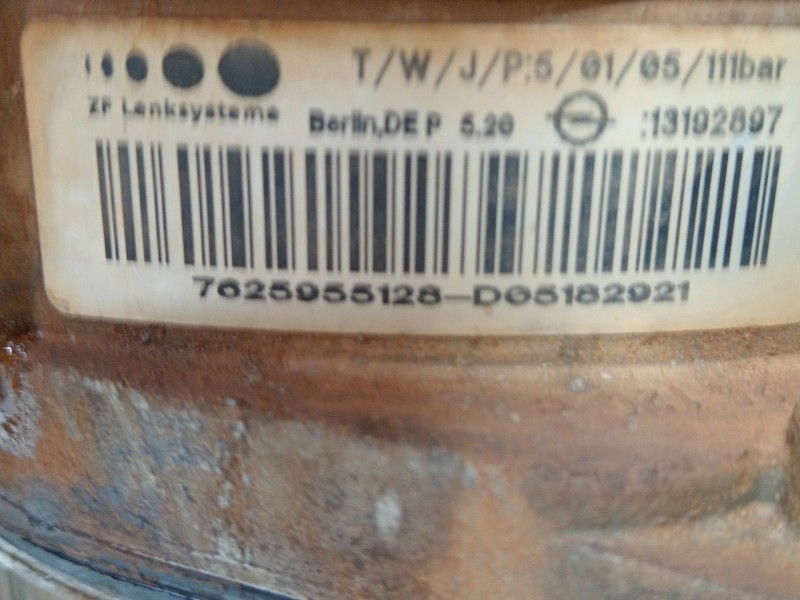 T/W/J/P:5/01/05/111bar
ZF Lenksysteme Berlin,DE P 5.20 :13192897
7625955128-D05182921